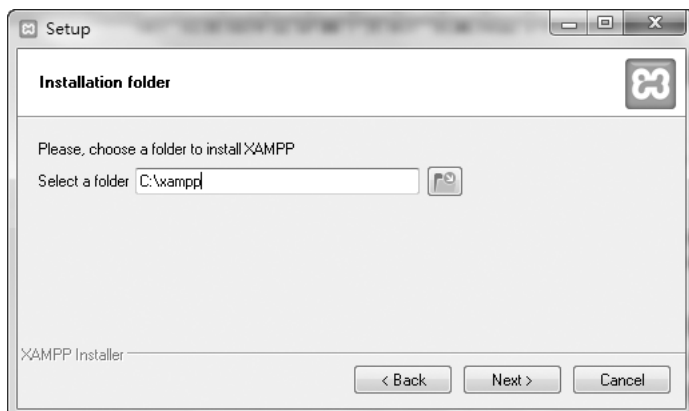 Setup
Installation folder
Please, choose a folder to install XAMPP
Select a folder C:\xampp
XAMPP Installer
< Back Next > Cancel